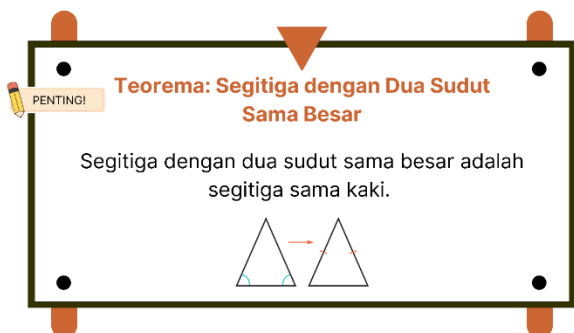 PENTING!
Teorema: Segitiga dengan Dua Sudut
Sama Besar
Segitiga dengan dua sudut sama besar adalah
segitiga sama kaki.